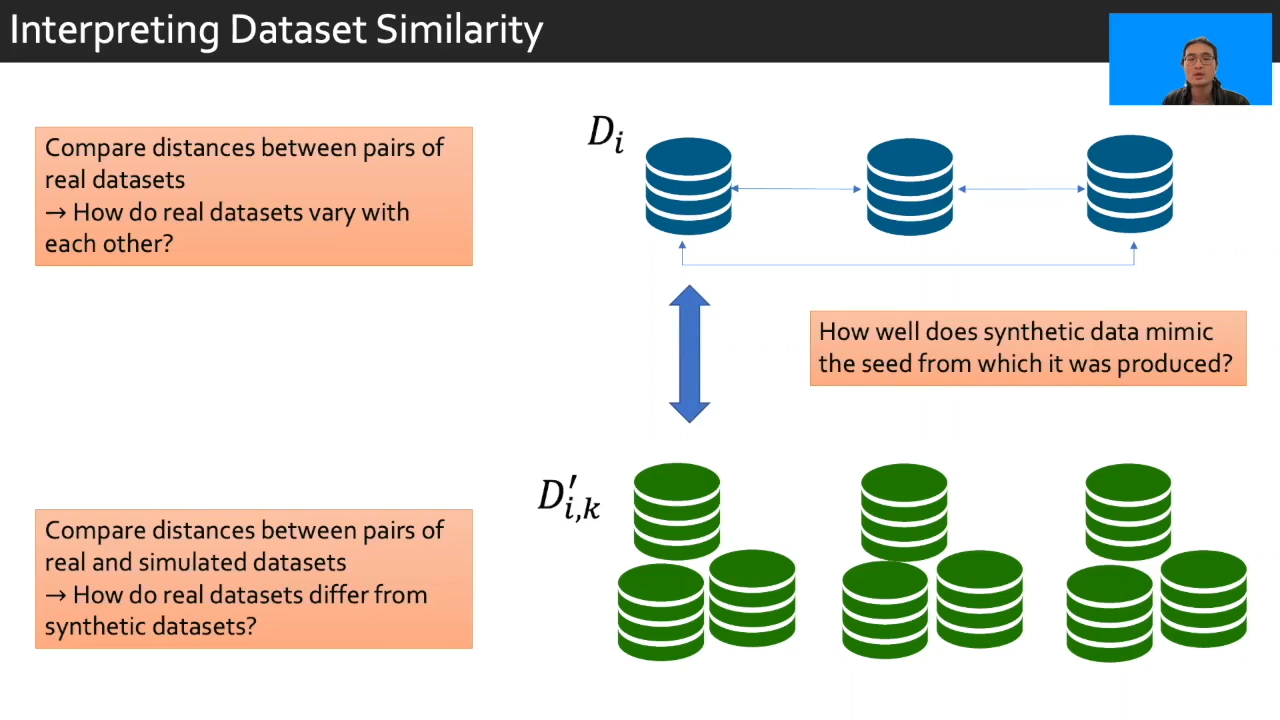 Interpreting Dataset Similarity
Compare distances between pairs of
real datasets
→ How do real datasets vary with
each other?
D_i
How well does synthetic data mimic
the seed from which it was produced?
D′_{i,k}
Compare distances between pairs of
real and simulated datasets
→ How do real datasets differ from
synthetic datasets?